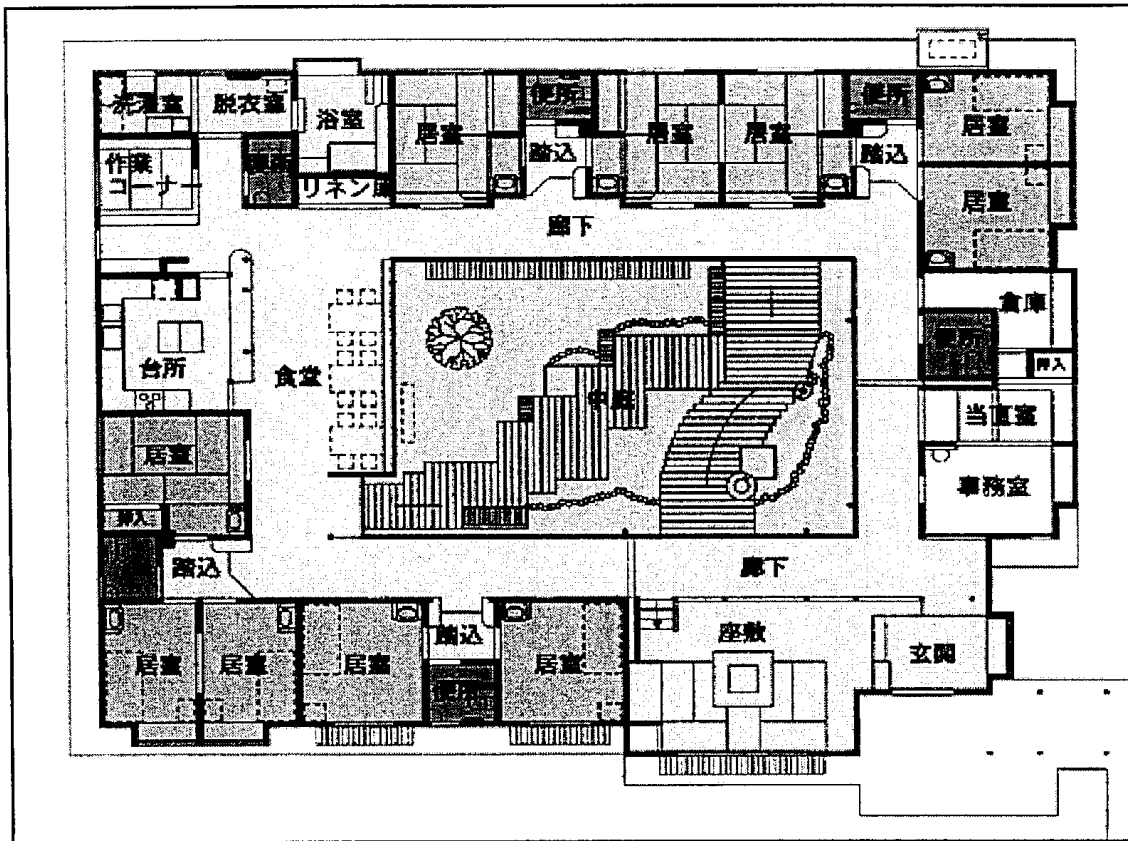 洗濯室
脱衣室
浴室
居室
便所
居室
居室
便所
居室
作業
コーナー
便所
リネン庫
踏込
踏込
居室
廊下
倉庫
便所
押入
台所
食堂
中庭
当直室
居室
事務室
押入
踏込
廊下
居室
居室
居室
踏込
居室
座敷
玄関
便所